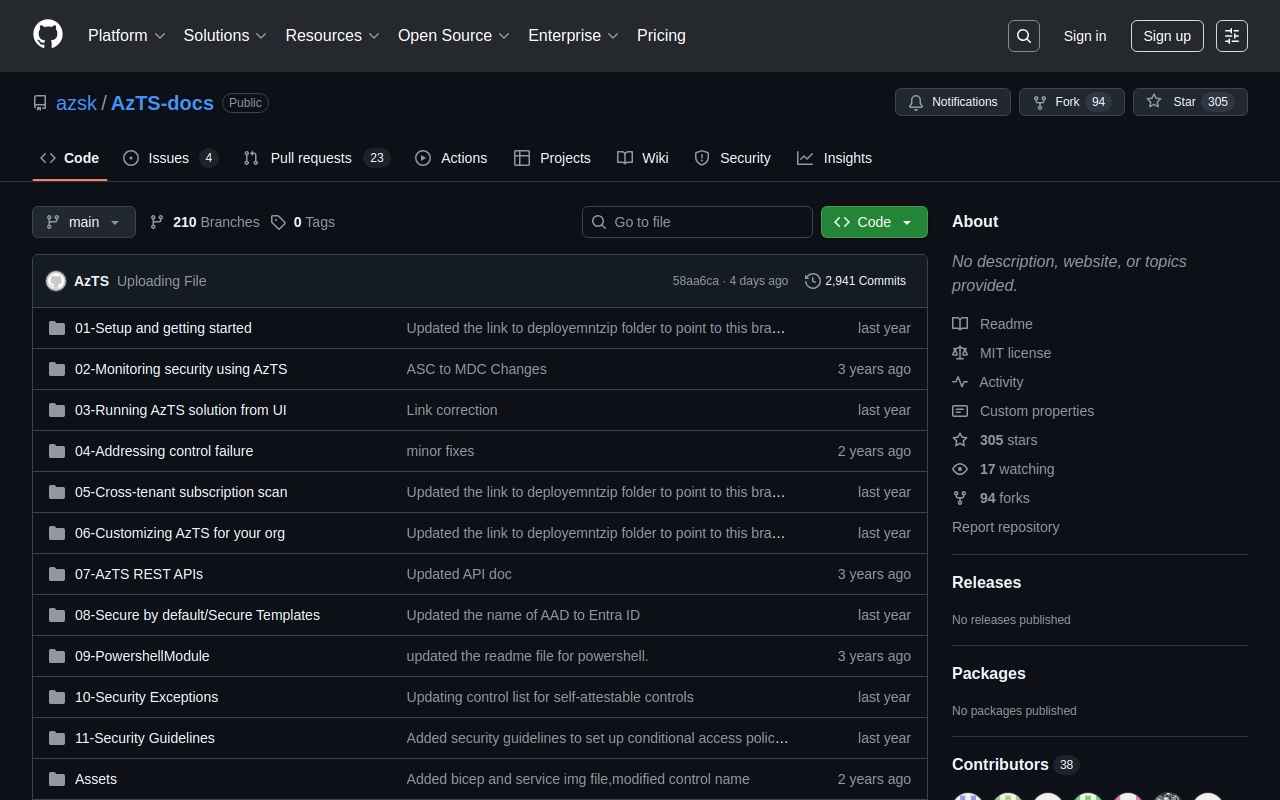 Platform Solutions Resources Open Source Enterprise Pricing Sign in Sign up
azsk / AzTS-docs Public Notifications Fork 94 Star 305
Code Issues 4 Pull requests 23 Actions Projects Wiki Security Insights
main 210 Branches 0 Tags Go to file Code
AzTS Uploading File 58aa6ca · 4 days ago 2,941 Commits
01-Setup and getting started Updated the link to deployemntzip folder to point to this bra… last year
02-Monitoring security using AzTS ASC to MDC Changes 3 years ago
03-Running AzTS solution from UI Link correction last year
04-Addressing control failure minor fixes 2 years ago
05-Cross-tenant subscription scan Updated the link to deployemntzip folder to point to this bra… last year
06-Customizing AzTS for your org Updated the link to deployemntzip folder to point to this bra… last year
07-AzTS REST APIs Updated API doc 3 years ago
08-Secure by default/Secure Templates Updated the name of AAD to Entra ID last year
09-PowershellModule updated the readme file for powershell. 3 years ago
10-Security Exceptions Updating control list for self-attestable controls last year
11-Security Guidelines Added security guidelines to set up conditional access polic… last year
Assets Added bicep and service img file,modified control name 2 years ago
About
No description, website, or topics
provided.
Readme
MIT license
Activity
Custom properties
305 stars
17 watching
94 forks
Report repository
Releases
No releases published
Packages
No packages published
Contributors 38